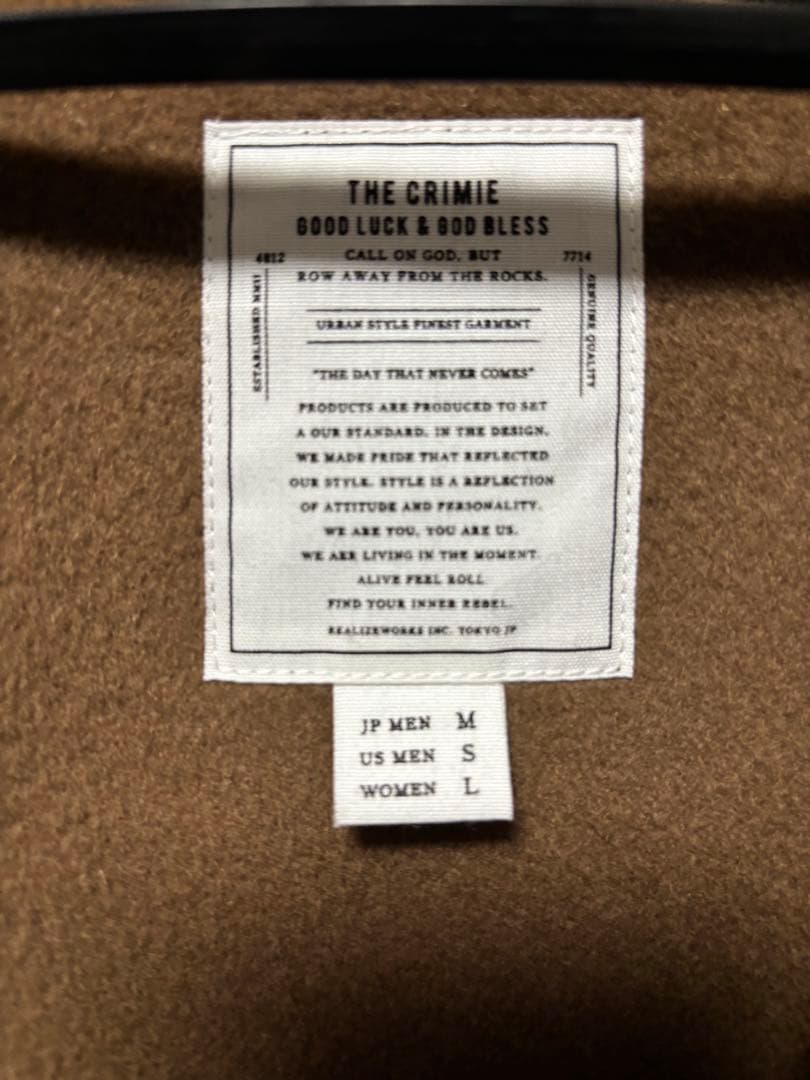 THE CRIMIE
GOOD LUCK & GOD BLESS
4812 CALL ON GOD, BUT 7714
ROW AWAY FROM THE ROCKS.
ESTABLISHED MMII
GENUINE QUALITY
URBAN STYLE FINEST GARMENT
"THE DAY THAT NEVER COMES"
PRODUCTS ARE PRODUCED TO SET
A OUR STANDARD. IN THE DESIGN,
WE MADE PRIDE THAT REFLECTED
OUR STYLE. STYLE IS A REFLECTION
OF ATTITUDE AND PERSONALITY.
WE ARE YOU, YOU ARE US.
WE AER LIVING IN THE MOMENT.
ALIVE FEEL ROLL
FIND YOUR INNER REBEL.
REALIZEWORKS INC. TOKYO JP
JP MEN M
US MEN S
WOMEN L